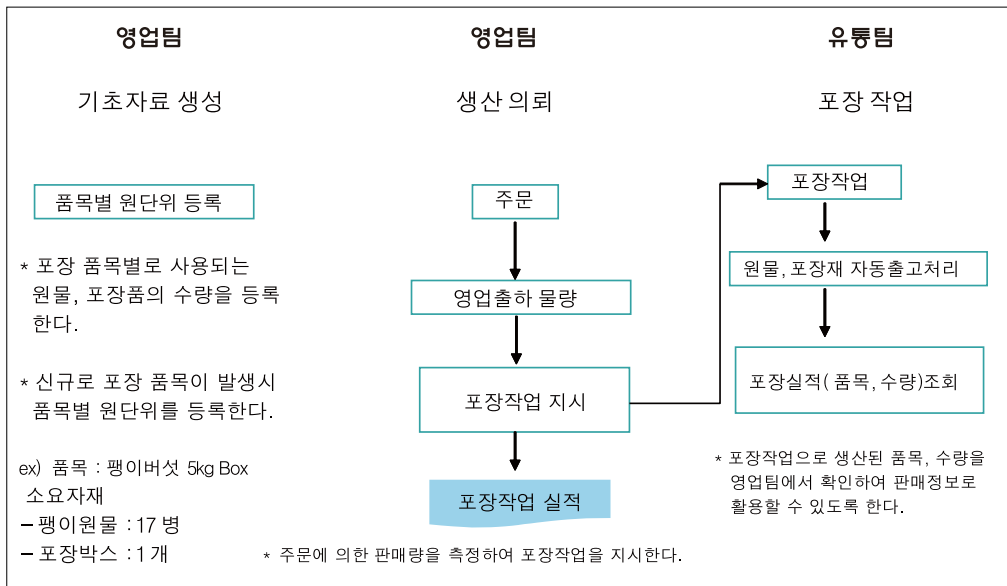 영업팀
기초자료 생성
품목별 원단위 등록
* 포장 품목별로 사용되는
원물, 포장품의 수량을 등록
한다.
* 신규로 포장 품목이 발생시
품목별 원단위를 등록한다.
ex) 품목 : 팽이버섯 5kg Box
소요자재
- 팽이원물 : 17 병
- 포장박스 : 1 개
영업팀
생산 의뢰
주문
영업출하 물량
포장작업 지시
포장작업 실적
* 주문에 의한 판매량을 측정하여 포장작업을 지시한다.
유통팀
포장 작업
포장작업
원물, 포장재 자동출고처리
포장실적( 품목, 수량)조회
* 포장작업으로 생산된 품목, 수량을
영업팀에서 확인하여 판매정보로
활용할 수 있도록 한다.